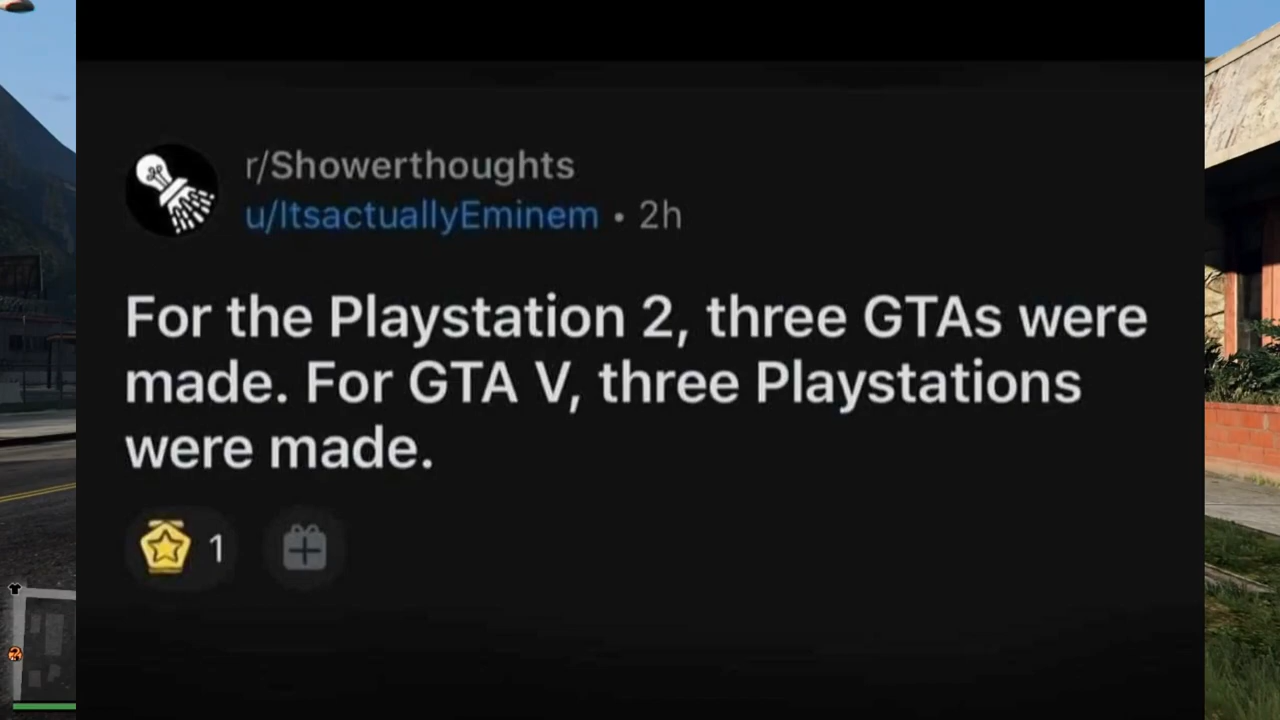 r/Showerthoughts
u/ItsactuallyEminem • 2h
For the Playstation 2, three GTAs were
made. For GTA V, three Playstations
were made.
1